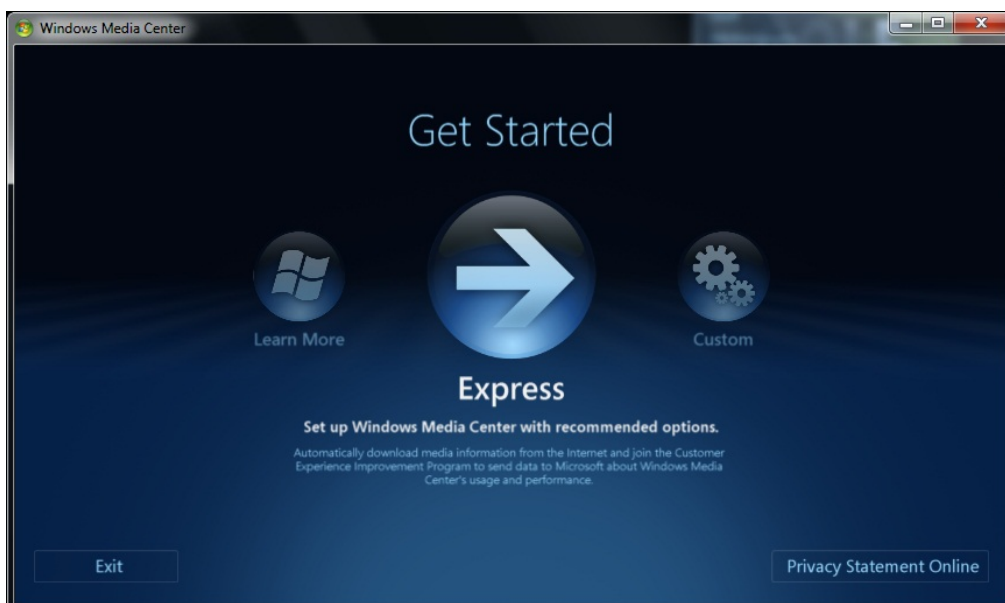 Windows Media Center
Get Started
Learn More
Custom
Express
Set up Windows Media Center with recommended options.
Automatically download media information from the Internet and join the Customer
Experience Improvement Program to send data to Microsoft about Windows Media
Center's usage and performance.
Exit
Privacy Statement Online